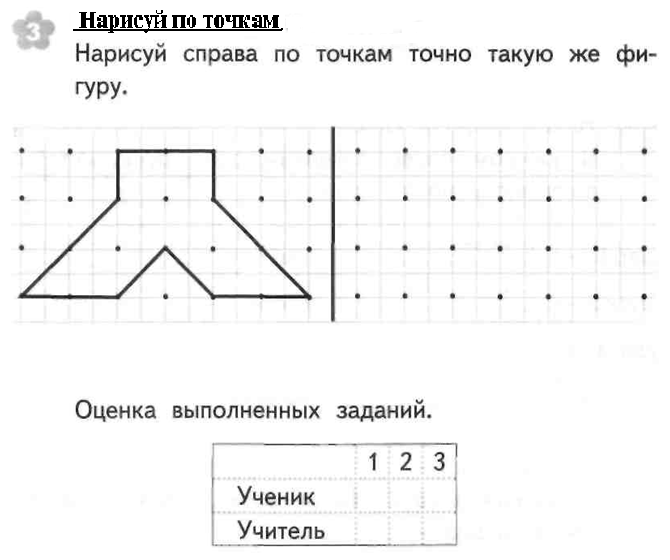 3 Нарисуй по точкам
Нарисуй справа по точкам точно такую же фи-
гуру.
Оценка выполненных заданий.
1 2 3
Ученик
Учитель